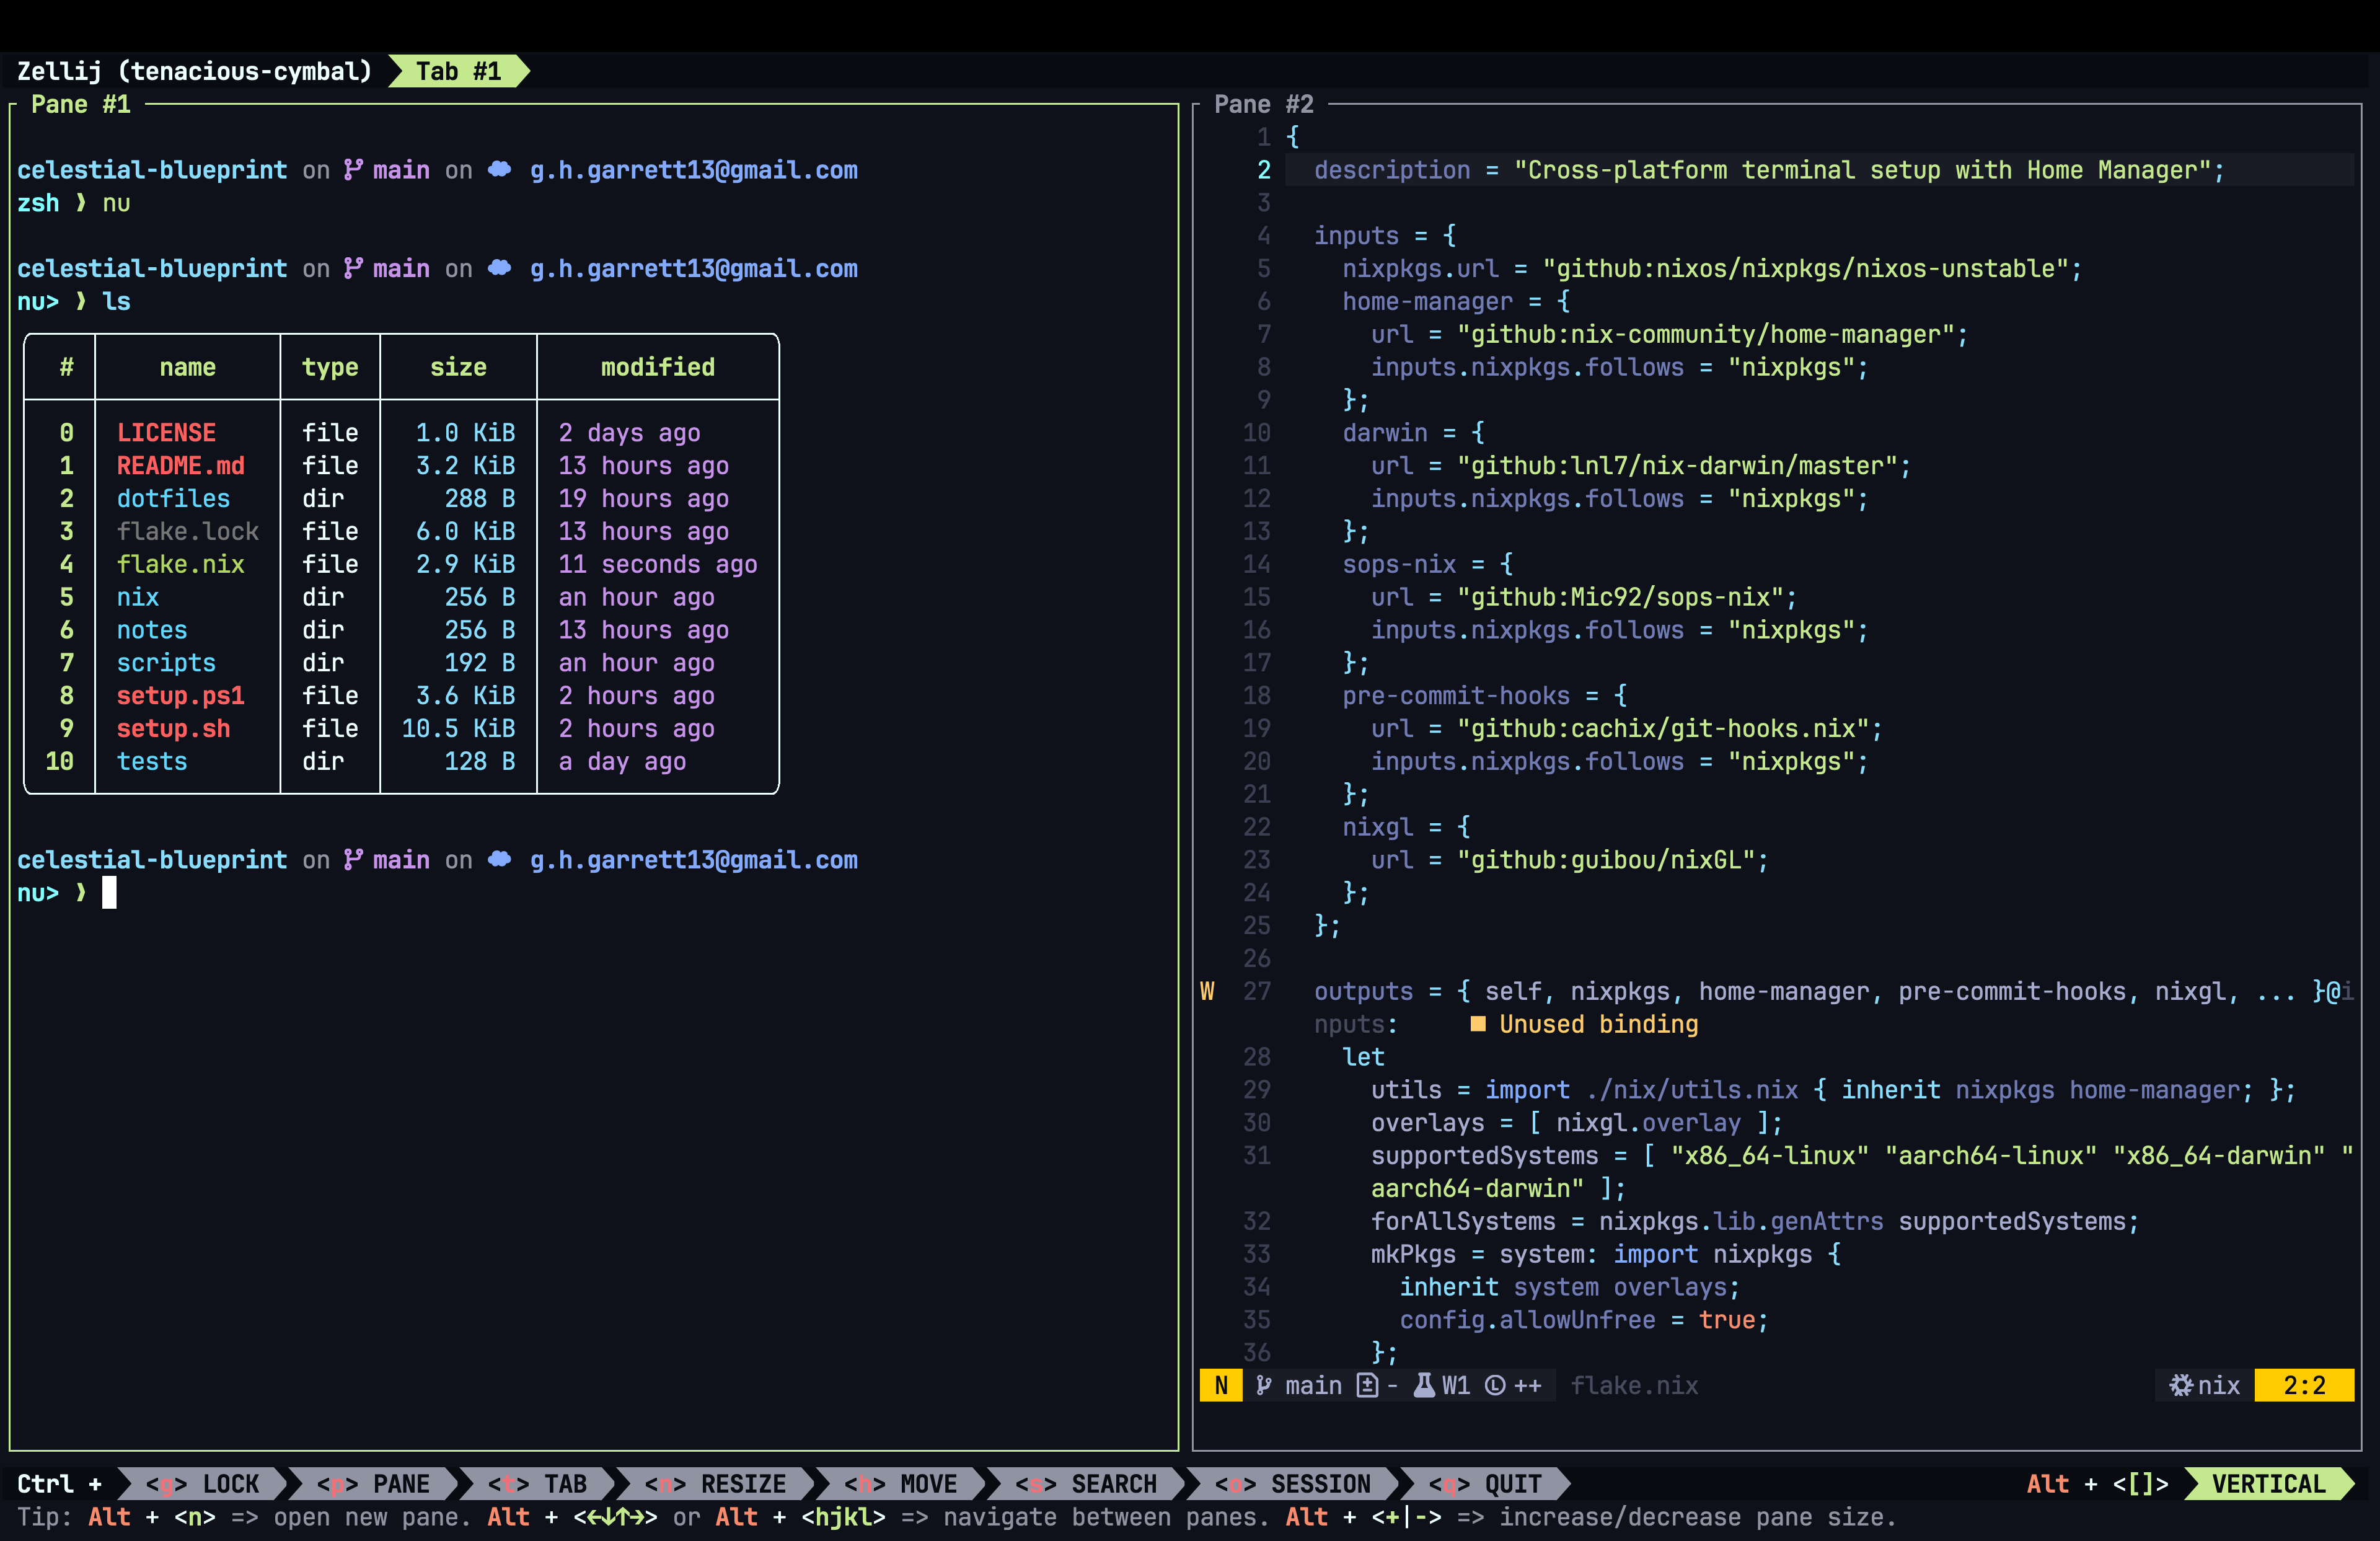 Zellij (tenacious-cymbal) Tab #1
Pane #1
celestial-blueprint on main on g.h.garrett13@gmail.com
zsh ❯ nu
celestial-blueprint on main on g.h.garrett13@gmail.com
nu> ❯ ls
# name type size modified
0 LICENSE file 1.0 KiB 2 days ago
1 README.md file 3.2 KiB 13 hours ago
2 dotfiles dir 288 B 19 hours ago
3 flake.lock file 6.0 KiB 13 hours ago
4 flake.nix file 2.9 KiB 11 seconds ago
5 nix dir 256 B an hour ago
6 notes dir 256 B 13 hours ago
7 scripts dir 192 B an hour ago
8 setup.ps1 file 3.6 KiB 2 hours ago
9 setup.sh file 10.5 KiB 2 hours ago
10 tests dir 128 B a day ago
celestial-blueprint on main on g.h.garrett13@gmail.com
nu> ❯
Pane #2
1 {
2 description = "Cross-platform terminal setup with Home Manager";
3
4 inputs = {
5 nixpkgs.url = "github:nixos/nixpkgs/nixos-unstable";
6 home-manager = {
7 url = "github:nix-community/home-manager";
8 inputs.nixpkgs.follows = "nixpkgs";
9 };
10 darwin = {
11 url = "github:lnl7/nix-darwin/master";
12 inputs.nixpkgs.follows = "nixpkgs";
13 };
14 sops-nix = {
15 url = "github:Mic92/sops-nix";
16 inputs.nixpkgs.follows = "nixpkgs";
17 };
18 pre-commit-hooks = {
19 url = "github:cachix/git-hooks.nix";
20 inputs.nixpkgs.follows = "nixpkgs";
21 };
22 nixgl = {
23 url = "github:guibou/nixGL";
24 };
25 };
26
W 27 outputs = { self, nixpkgs, home-manager, pre-commit-hooks, nixgl, ... }@i
nputs: ■ Unused binding
28 let
29 utils = import ./nix/utils.nix { inherit nixpkgs home-manager; };
30 overlays = [ nixgl.overlay ];
31 supportedSystems = [ "x86_64-linux" "aarch64-linux" "x86_64-darwin" "
aarch64-darwin" ];
32 forAllSystems = nixpkgs.lib.genAttrs supportedSystems;
33 mkPkgs = system: import nixpkgs {
34 inherit system overlays;
35 config.allowUnfree = true;
36 };
N main - W1 ++ flake.nix nix 2:2
Ctrl + <g> LOCK <p> PANE <t> TAB <n> RESIZE <h> MOVE <s> SEARCH <o> SESSION <q> QUIT Alt + <[]> VERTICAL
Tip: Alt + <n> => open new pane. Alt + <←↓↑→> or Alt + <hjkl> => navigate between panes. Alt + <+|-> => increase/decrease pane size.